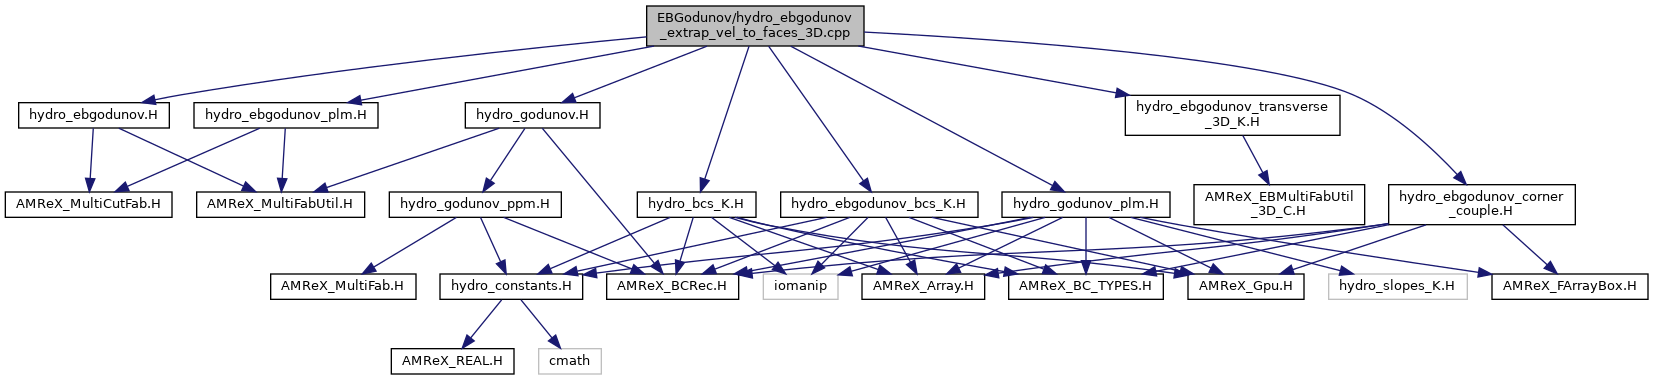 EBGodunov/hydro_ebgodunov
_extrap_vel_to_faces_3D.cpp
hydro_ebgodunov.H
hydro_ebgodunov_plm.H
hydro_godunov.H
hydro_ebgodunov_transverse
_3D_K.H
AMReX_MultiCutFab.H
AMReX_MultiFabUtil.H
hydro_godunov_ppm.H
hydro_bcs_K.H
hydro_ebgodunov_bcs_K.H
hydro_godunov_plm.H
AMReX_EBMultiFabUtil
_3D_C.H
hydro_ebgodunov_corner
_couple.H
AMReX_MultiFab.H
hydro_constants.H
AMReX_BCRec.H
iomanip
AMReX_Array.H
AMReX_BC_TYPES.H
AMReX_Gpu.H
hydro_slopes_K.H
AMReX_FArrayBox.H
AMReX_REAL.H
cmath